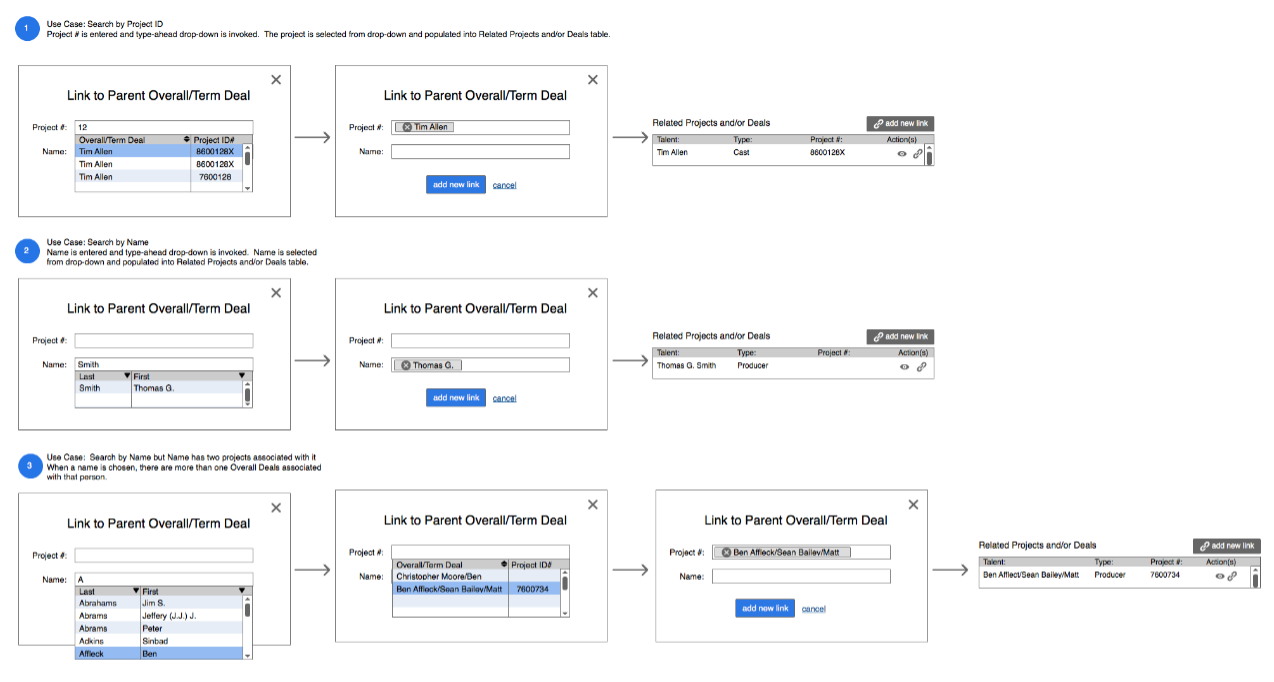 1
Use Case: Search by Project ID
Project # is entered and type-ahead drop-down is invoked. The project is selected from drop-down and populated into Related Projects and/or Deals table.
Link to Parent Overall/Term Deal
Project #: 12
Overall/Term Deal Project ID#
Name: Tim Allen 8600128X
Tim Allen 8600128X
Tim Allen 7600128
Link to Parent Overall/Term Deal
Project #: Tim Allen
Name:
add new link cancel
Related Projects and/or Deals add new link
Talent: Type: Project #: Action(s)
Tim Allen Cast 8600128X
2
Use Case: Search by Name
Name is entered and type-ahead drop-down is invoked. Name is selected
from drop-down and populated into Related Projects and/or Deals table.
Link to Parent Overall/Term Deal
Project #:
Name: Smith
Last First
Smith Thomas G.
Link to Parent Overall/Term Deal
Project #:
Name: Thomas G.
add new link cancel
Related Projects and/or Deals add new link
Talent: Type: Project #: Action(s)
Thomas G. Smith Producer
3
Use Case: Search by Name but Name has two projects associated with it
When a name is chosen, there are more than one Overall Deals associated
with that person.
Link to Parent Overall/Term Deal
Project #:
Name: A
Last First
Abrahams Jim S.
Abrams Jeffery (J.J.) J.
Abrams Peter
Adkins Sinbad
Affleck Ben
Link to Parent Overall/Term Deal
Project #:
Overall/Term Deal Project ID#
Name: Christopher Moore/Ben
Ben Affleck/Sean Bailey/Matt 7600734
Link to Parent Overall/Term Deal
Project #: Ben Affleck/Sean Bailey/Matt
Name:
add new link cancel
Related Projects and/or Deals add new link
Talent: Type: Project #: Action(s)
Ben Afflect/Sean Bailey/Matt Producer 7600734